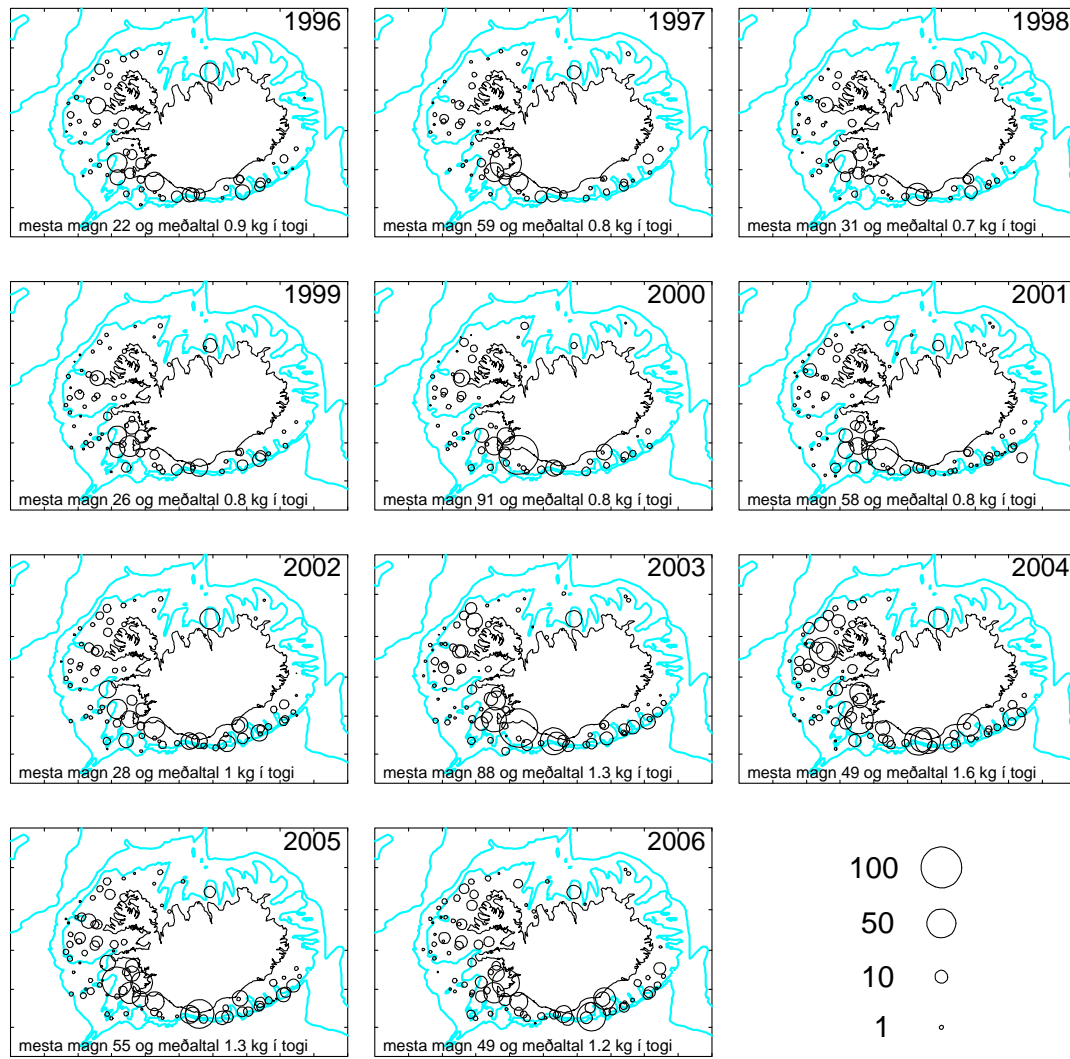 1996
mesta magn 22 og meðaltal 0.9 kg í togi
1997
mesta magn 59 og meðaltal 0.8 kg í togi
1998
mesta magn 31 og meðaltal 0.7 kg í togi
1999
mesta magn 26 og meðaltal 0.8 kg í togi
2000
mesta magn 91 og meðaltal 0.8 kg í togi
2001
mesta magn 58 og meðaltal 0.8 kg í togi
2002
mesta magn 28 og meðaltal 1 kg í togi
2003
mesta magn 88 og meðaltal 1.3 kg í togi
2004
mesta magn 49 og meðaltal 1.6 kg í togi
2005
mesta magn 55 og meðaltal 1.3 kg í togi
2006
mesta magn 49 og meðaltal 1.2 kg í togi
100
50
10
1